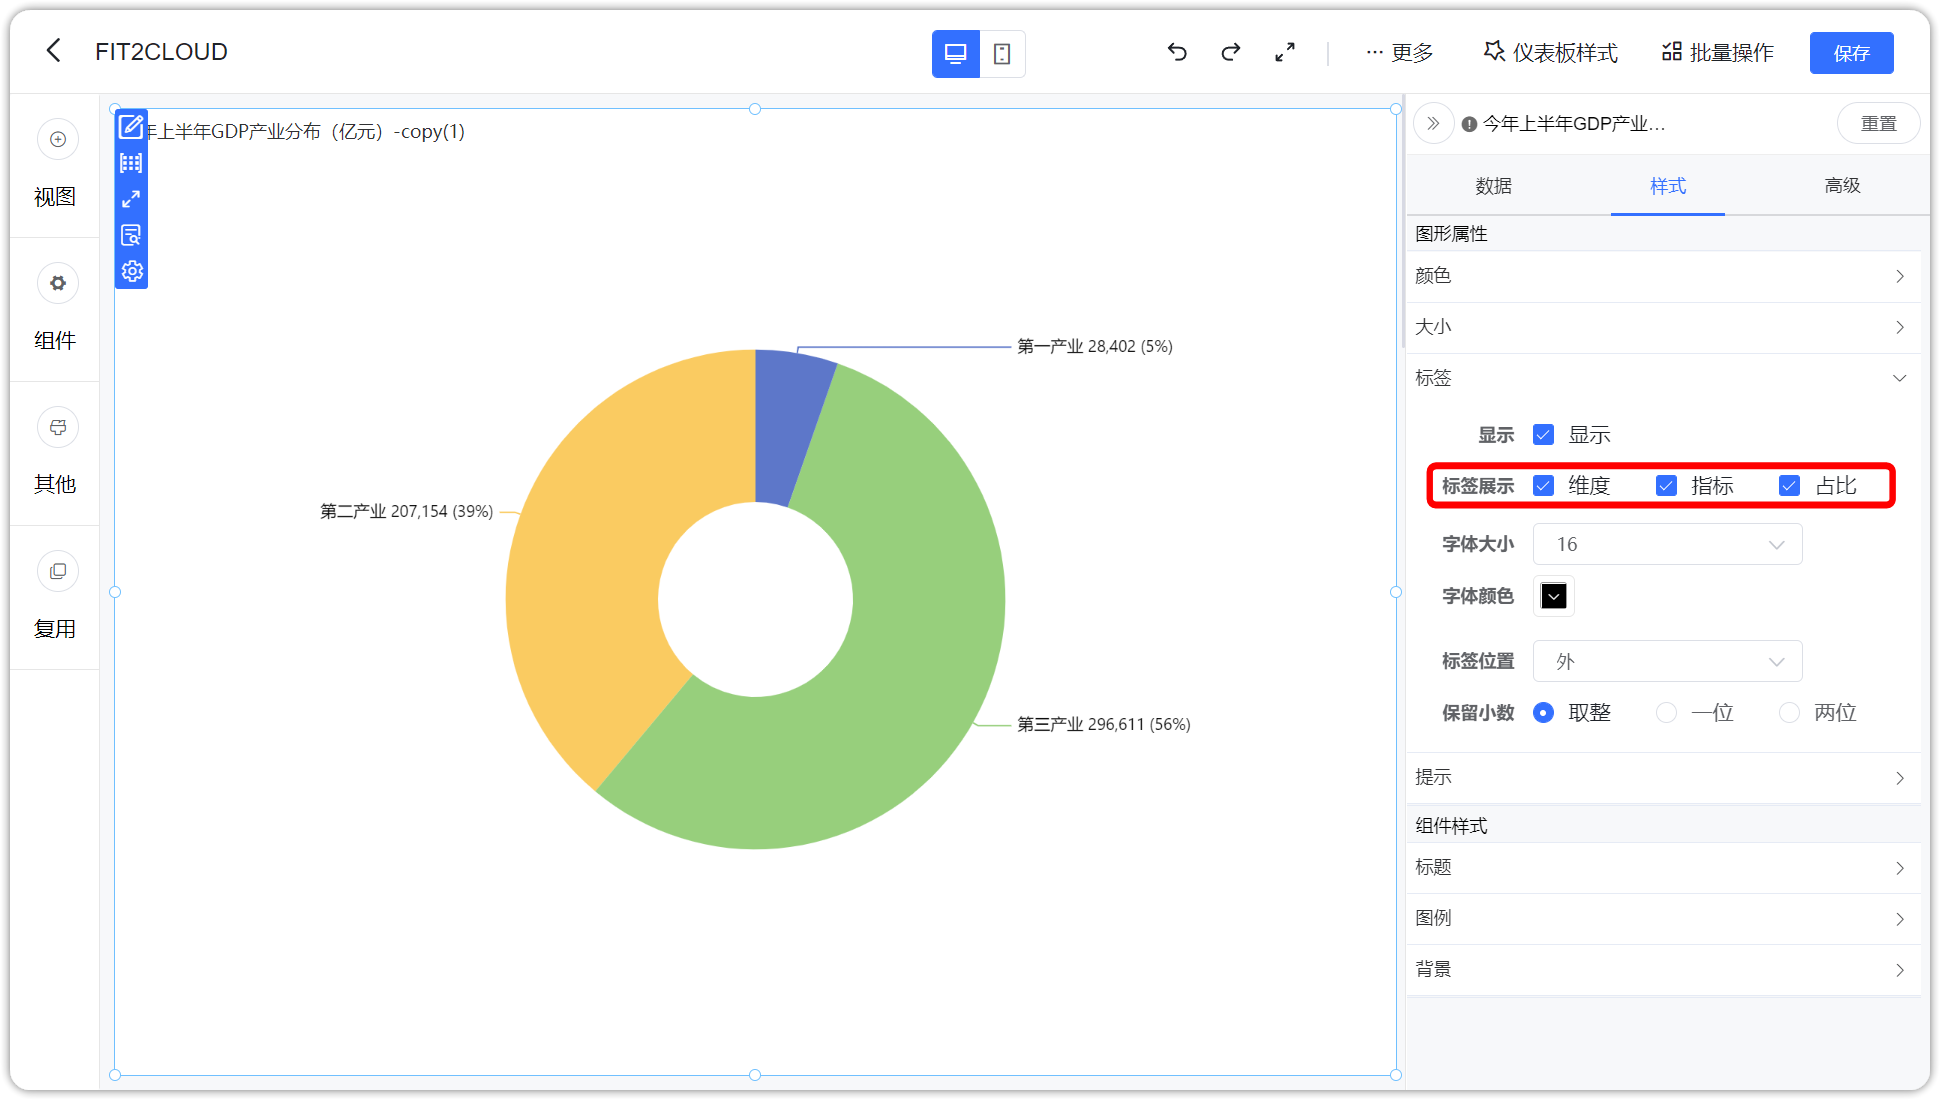 FIT2CLOUD
更多
仪表板样式
批量操作
保存
视图
组件
其他
复用
年上半年GDP产业分布（亿元）-copy(1)
第一产业 28,402 (5%)
第二产业 207,154 (39%)
第三产业 296,611 (56%)
今年上半年GDP产业...
重置
数据
样式
高级
图形属性
颜色
大小
标签
显示 显示
标签展示 维度 指标 占比
字体大小 16
字体颜色
标签位置 外
保留小数 取整 一位 两位
提示
组件样式
标题
图例
背景